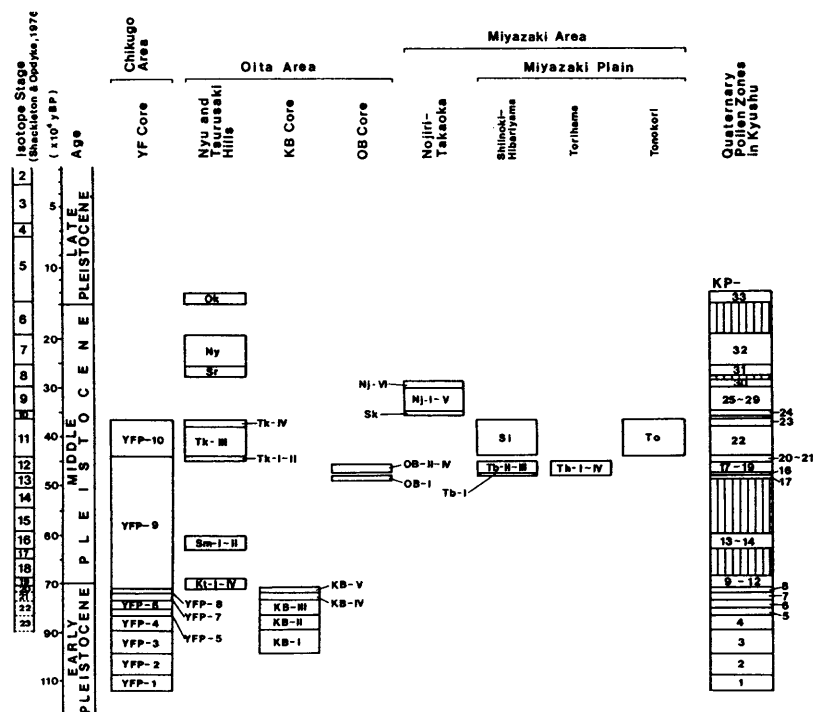 Isotope Stage
(Shackleton & Opdyke, 1976
( x10⁴ yBP)
Age
Chikugo
Area
YF Core
Oita Area
Nyu and
Tsurusaki
Hills
KB Core
OB Core
Miyazaki Area
Nojiri-
Takaoka
Miyazaki Plain
Shiinoki-
Hibariyama
Torihama
Tonokori
Quaternary
Pollen Zones
in Kyushu
2
3
4
5
6
7
8
9
10
11
12
13
14
15
16
17
18
19
21
22
23
5
10
20
30
40
50
60
70
90
110
LATE
PLEISTOCENE
MIDDLE
PLEISTOCENE
EARLY
PLEISTOCENE
YFP-10
YFP-9
YFP-8
YFP-7
YFP-6
YFP-5
YFP-4
YFP-3
YFP-2
YFP-1
Ok
Ny
Sr
Tk-IV
Tk-III
Tk-I~II
Sm-I~II
Kt-I~IV
KB-V
KB-IV
KB-III
KB-II
KB-I
OB-II~IV
OB-I
Nj-VI
Nj-I~V
Sk
Si
Tb-II~III
Tb-I
Th-I~IV
To
KP-
33
32
31
30
25~29
24
23
22
20~21
17~19
16
17
13~14
9~12
8
7
6
5
4
3
2
1